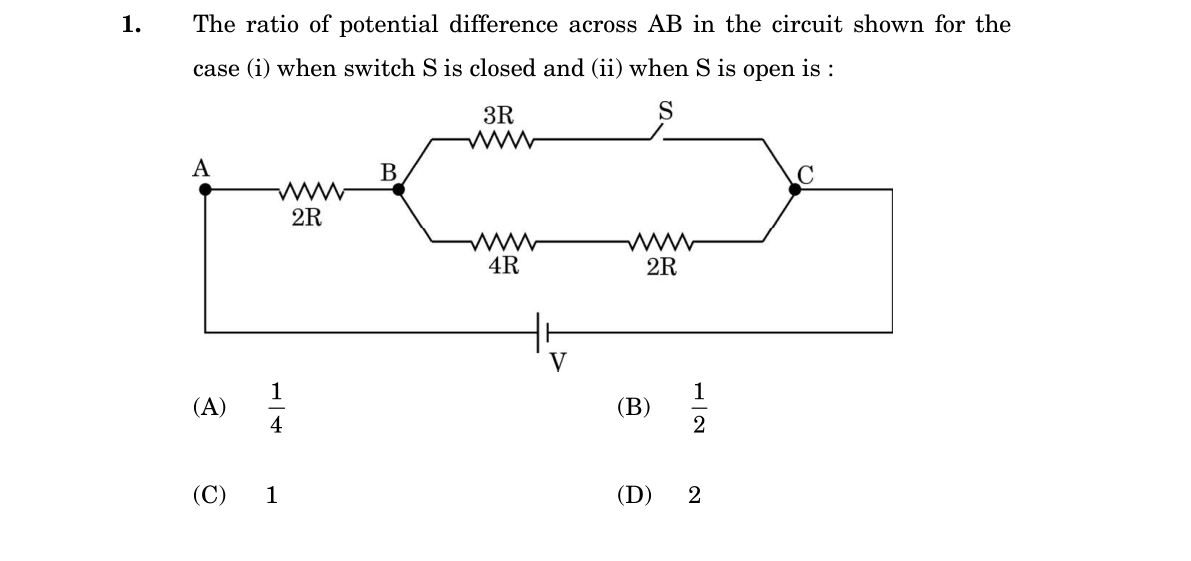 1. The ratio of potential difference across AB in the circuit shown for the
case (i) when switch S is closed and (ii) when S is open is :
3R S
A B C
2R
4R 2R
V
(A) 1/4 (B) 1/2
(C) 1 (D) 2